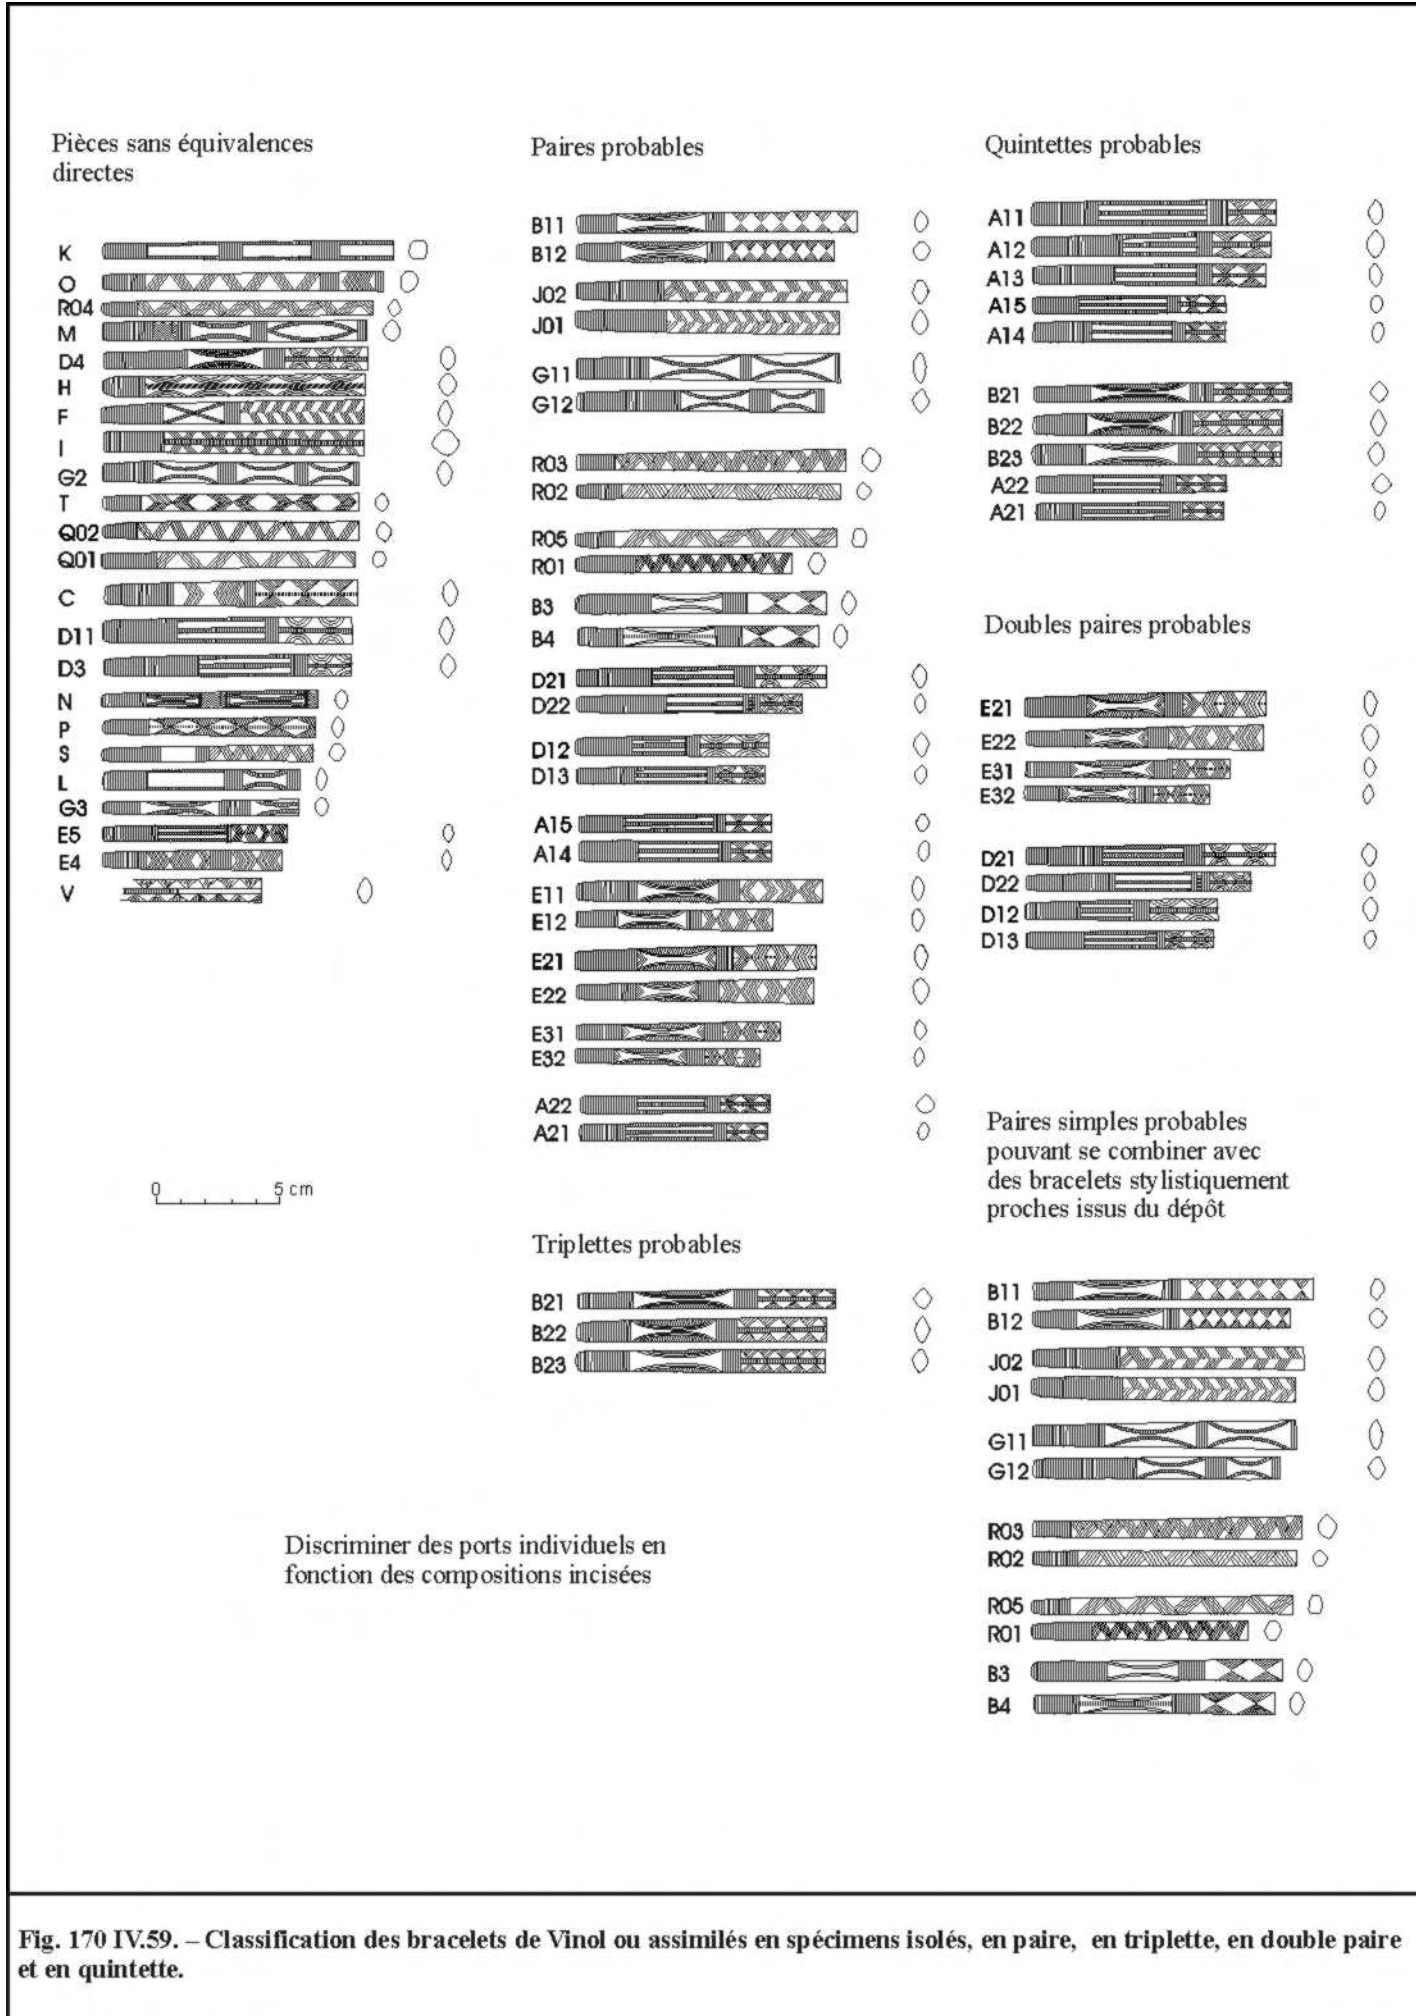 Pièces sans équivalences
directes
K
O
R04
M
D4
H
F
I
G2
T
Q02
Q01
C
D11
D3
N
P
S
L
G3
E5
E4
V
0 5 cm
Paires probables
B11
B12
J02
J01
G11
G12
R03
R02
R05
R01
B3
B4
D21
D22
D12
D13
A15
A14
E11
E12
E21
E22
E31
E32
A22
A21
Triplettes probables
B21
B22
B23
Quintettes probables
A11
A12
A13
A15
A14
B21
B22
B23
A22
A21
Doubles paires probables
E21
E22
E31
E32
D21
D22
D12
D13
Paires simples probables
pouvant se combiner avec
des bracelets stylistiquement
proches issus du dépôt
B11
B12
J02
J01
G11
G12
R03
R02
R05
R01
B3
B4
Discriminer des ports individuels en
fonction des compositions incisées
Fig. 170 IV.59. – Classification des bracelets de Vinol ou assimilés en spécimens isolés, en paire, en triplette, en double paire
et en quintette.